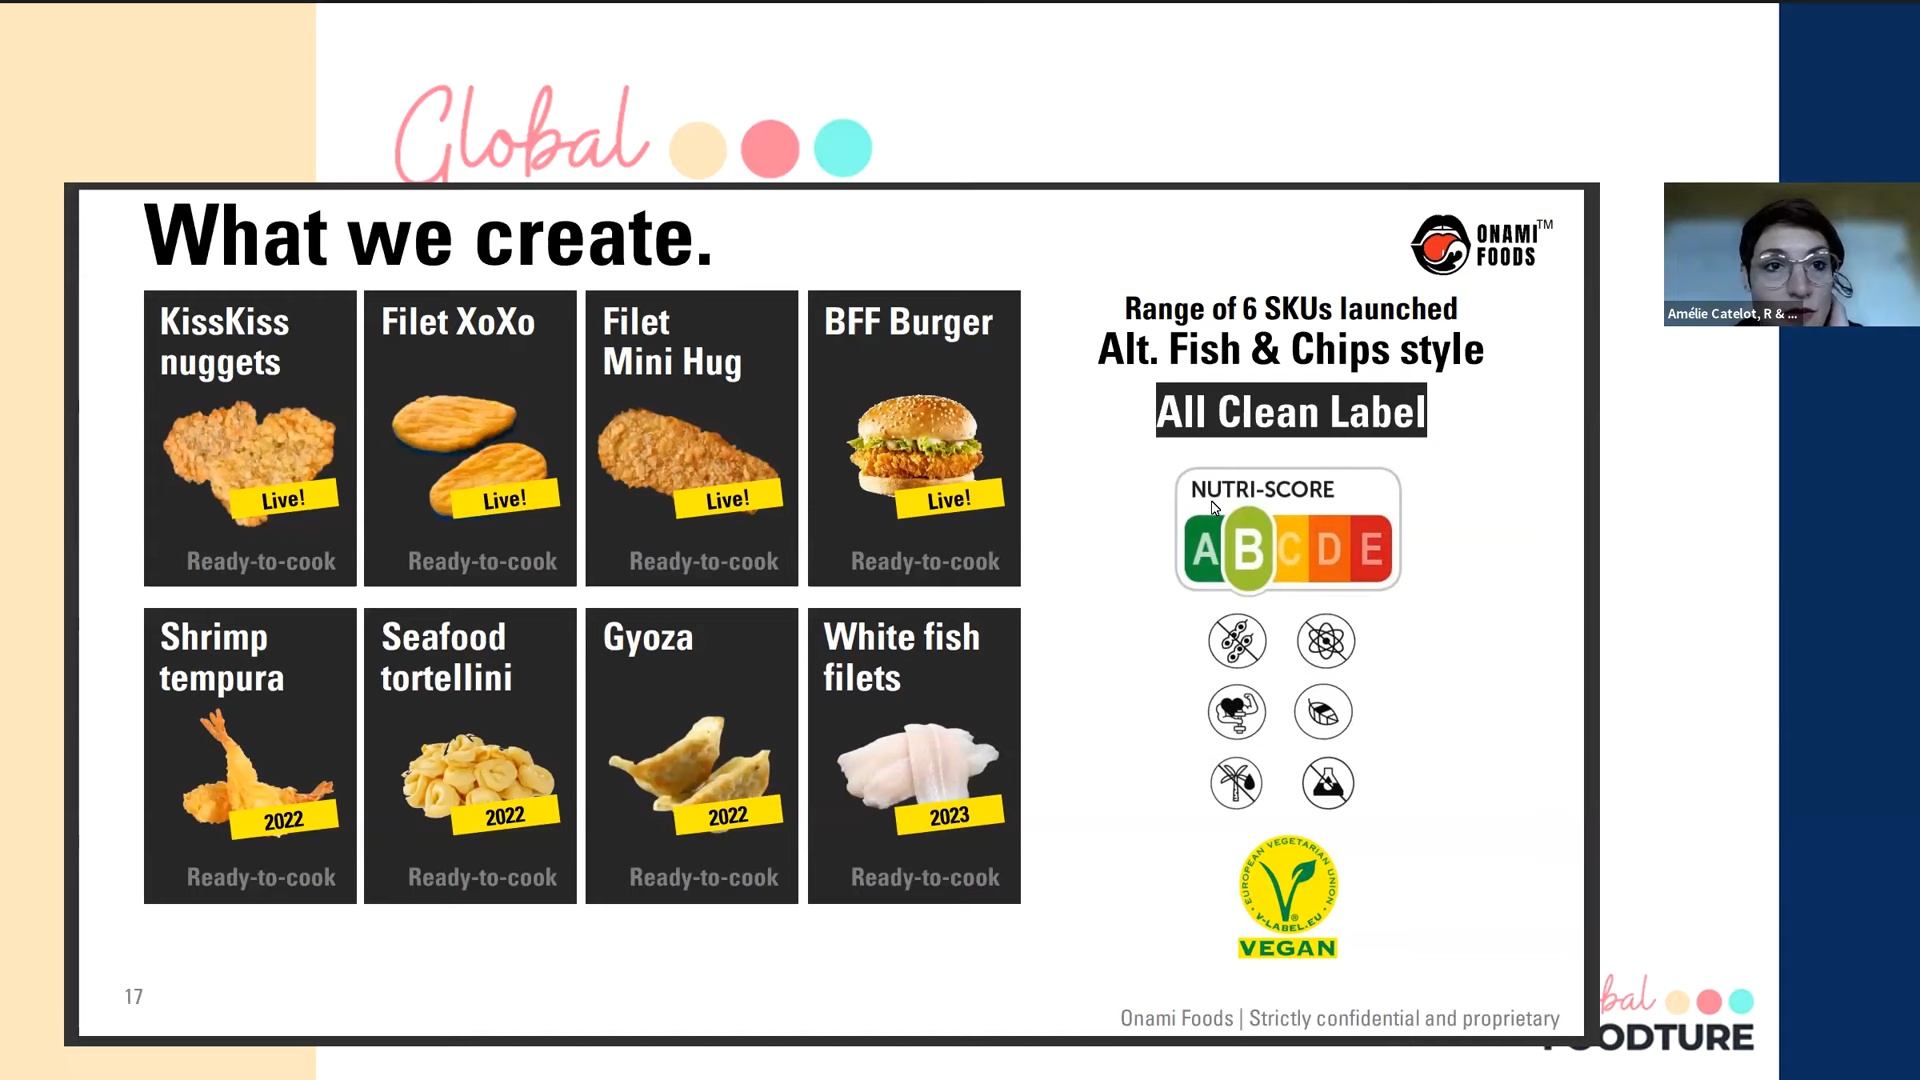 Global
What we create.
ONAMI TM
FOODS
KissKiss
nuggets
Live!
Ready-to-cook
Filet XoXo
Live!
Ready-to-cook
Filet
Mini Hug
Live!
Ready-to-cook
BFF Burger
Live!
Ready-to-cook
Shrimp
tempura
2022
Ready-to-cook
Seafood
tortellini
2022
Ready-to-cook
Gyoza
2022
Ready-to-cook
White fish
filets
2023
Ready-to-cook
Range of 6 SKUs launched
Alt. Fish & Chips style
All Clean Label
NUTRI-SCORE
A B C D E
EUROPEAN VEGETARIAN UNION
V-LABEL.EU
®
VEGAN
17
Onami Foods | Strictly confidential and proprietary
Amélie Catelot, R & ...
bal
OODTURE